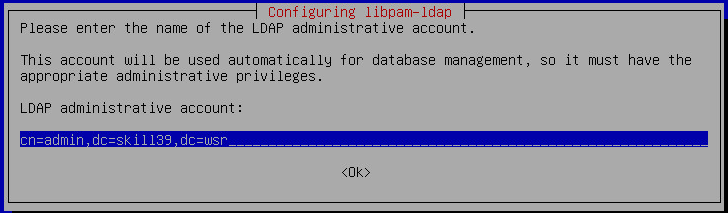 Configuring libpam-ldap
Please enter the name of the LDAP administrative account.
This account will be used automatically for database management, so it must have the
appropriate administrative privileges.
LDAP administrative account:
cn=admin,dc=skill39,dc=wsr
<Ok>